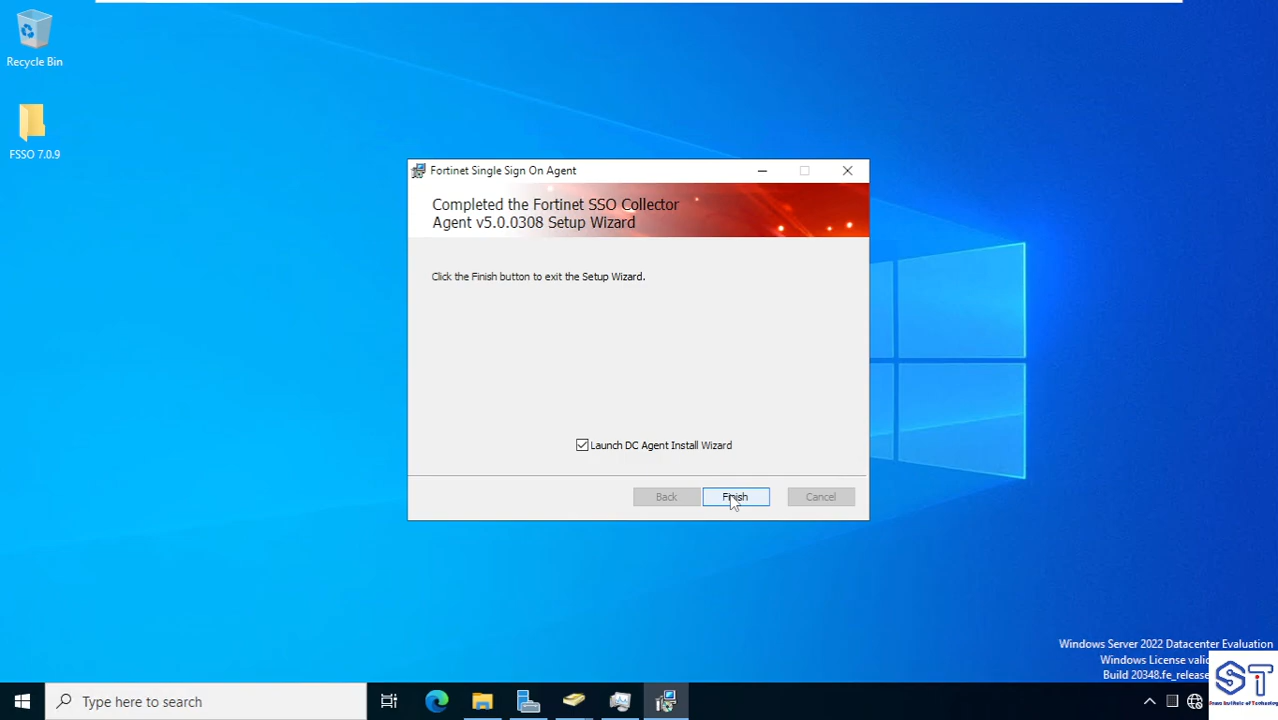 Recycle Bin
FSSO 7.0.9
Fortinet Single Sign On Agent
Completed the Fortinet SSO Collector
Agent v5.0.0308 Setup Wizard
Click the Finish button to exit the Setup Wizard.
Launch DC Agent Install Wizard
Back
Finish
Cancel
Windows Server 2022 Datacenter Evaluation
Windows License
Build 20348.fe_release
Type here to search
ST